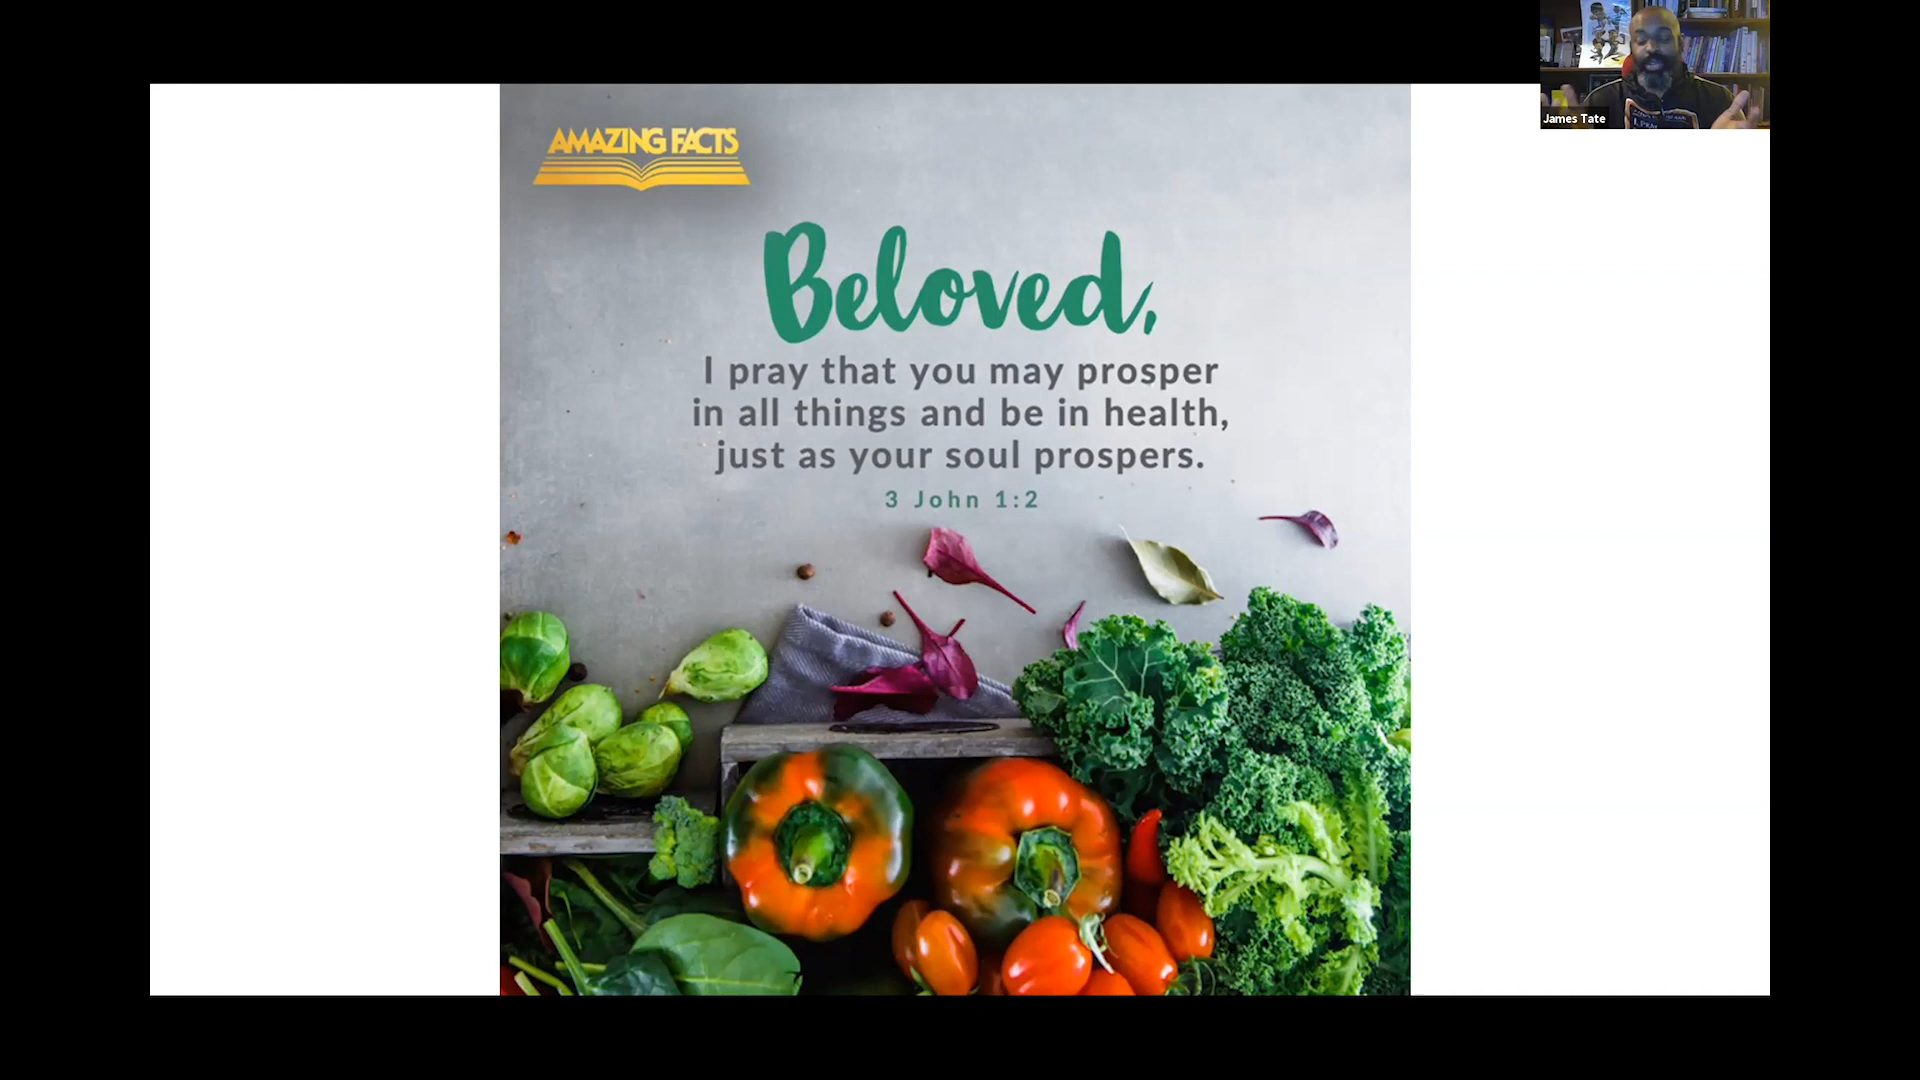 AMAZING FACTS
Beloved,
I pray that you may prosper
in all things and be in health,
just as your soul prospers.
3 John 1:2
James Tate